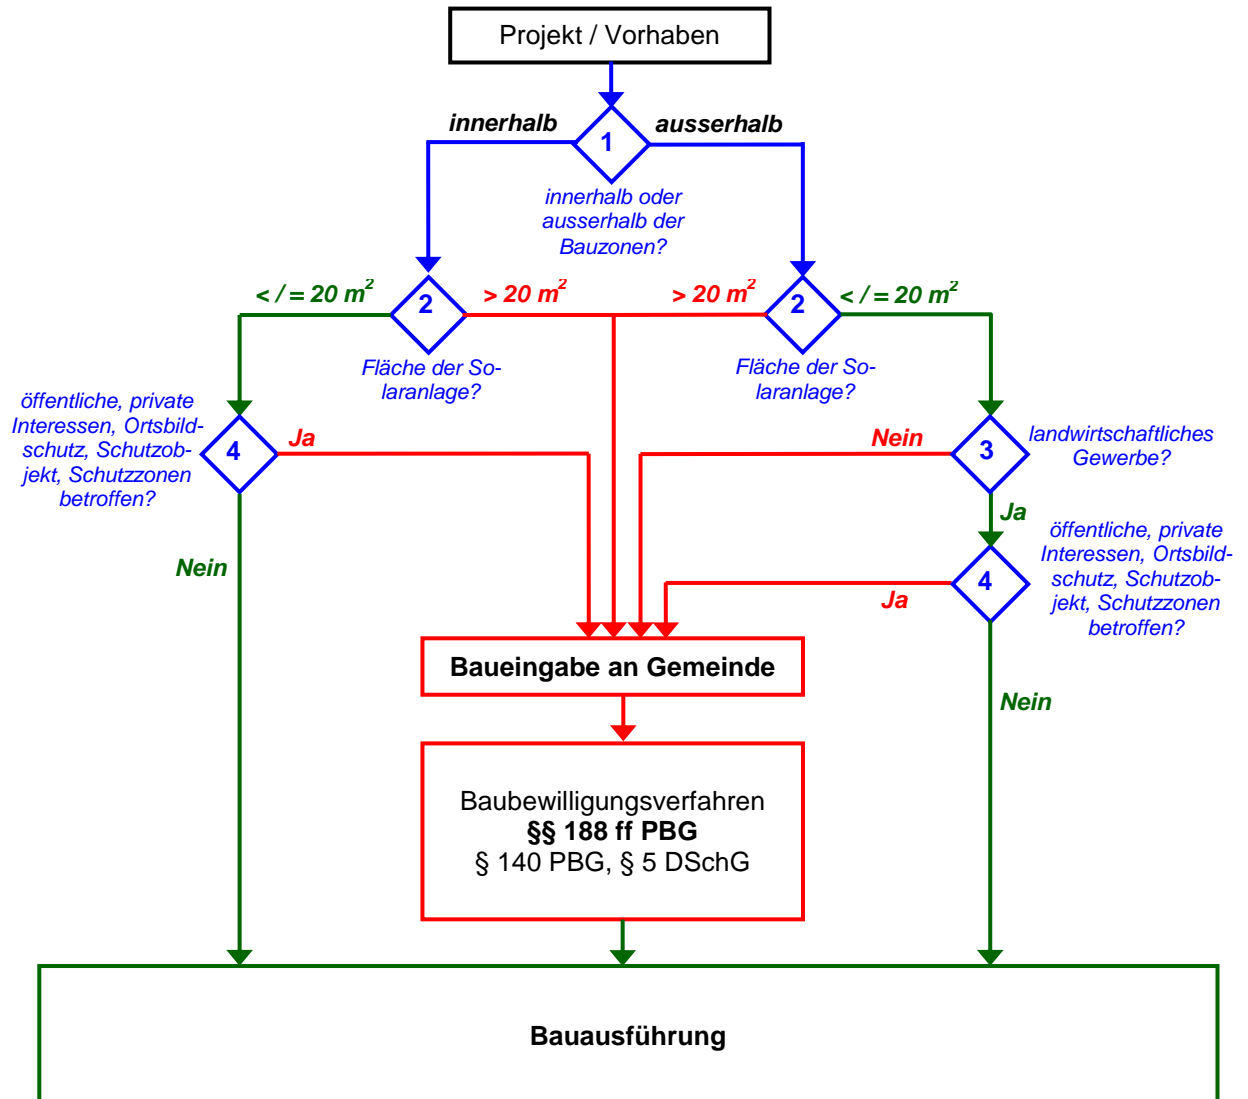 Projekt / Vorhaben
innerhalb
ausserhalb
1
innerhalb oder
ausserhalb der
Bauzonen?
< / = 20 m²
2
> 20 m²
> 20 m²
2
< / = 20 m²
Fläche der So-
laranlage?
Fläche der So-
laranlage?
öffentliche, private
Interessen, Ortsbild-
schutz, Schutzob-
jekt, Schutzzonen
betroffen?
4
Ja
Nein
3
landwirtschaftliches
Gewerbe?
Ja
Nein
4
Ja
öffentliche, private
Interessen, Ortsbild-
schutz, Schutzob-
jekt, Schutzzonen
betroffen?
Nein
Baueingabe an Gemeinde
Baubewilligungsverfahren
§§ 188 ff PBG
§ 140 PBG, § 5 DSchG
Bauausführung